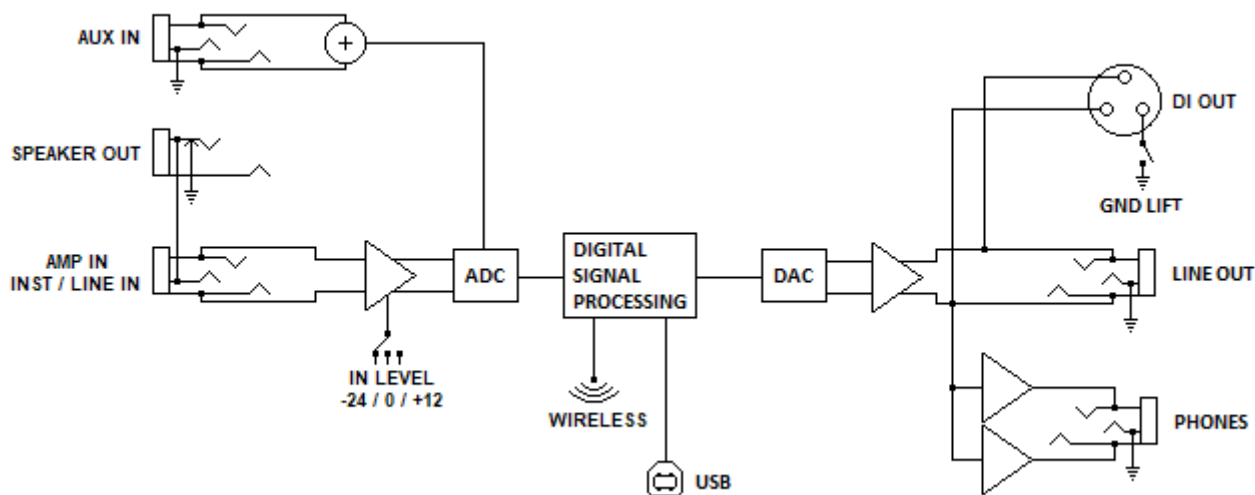 AUX IN
SPEAKER OUT
AMP IN
INST / LINE IN
ADC
IN LEVEL
-24 / 0 / +12
DIGITAL
SIGNAL
PROCESSING
WIRELESS
USB
DAC
DI OUT
GND LIFT
LINE OUT
PHONES